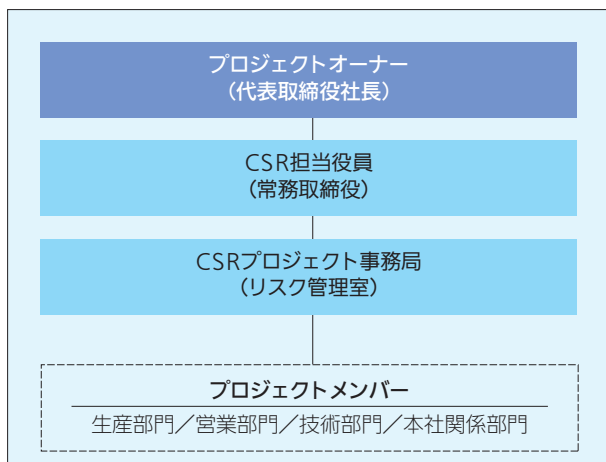 プロジェクトオーナー
（代表取締役社長）
CSR担当役員
（常務取締役）
CSRプロジェクト事務局
（リスク管理室）
プロジェクトメンバー
生産部門／営業部門／技術部門／本社関係部門